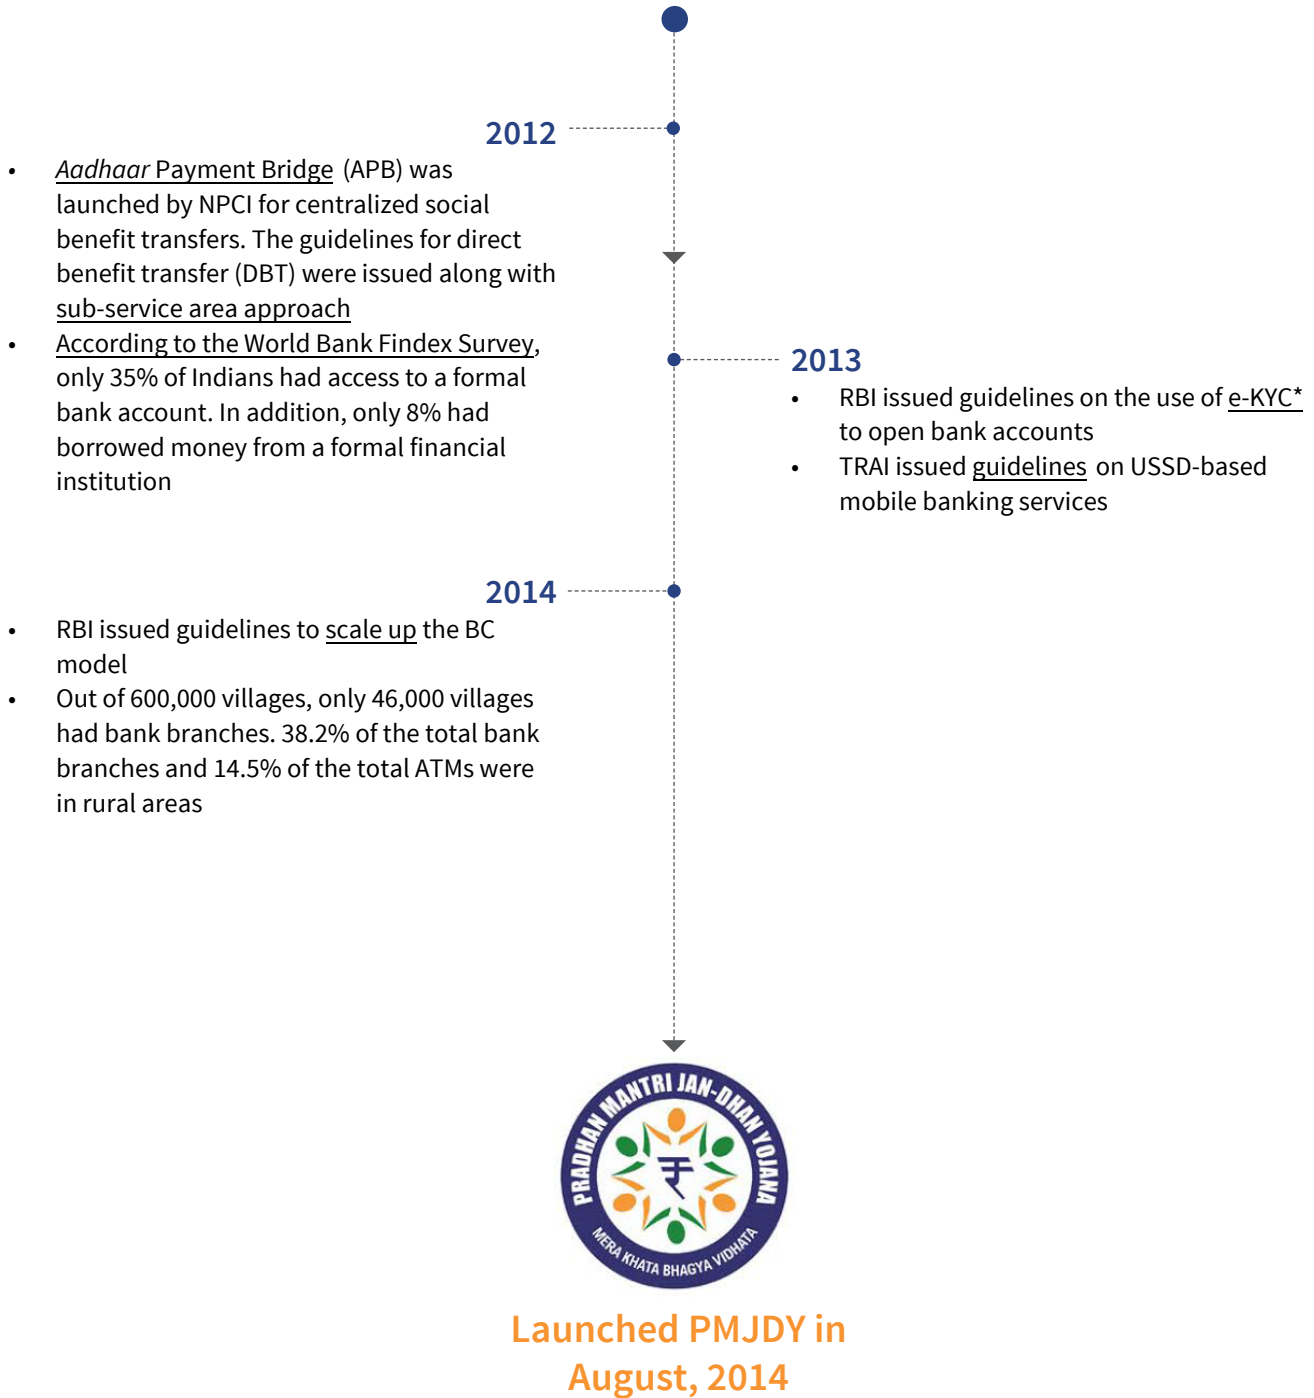 2012
• Aadhaar Payment Bridge (APB) was
launched by NPCI for centralized social
benefit transfers. The guidelines for direct
benefit transfer (DBT) were issued along with
sub-service area approach
• According to the World Bank Findex Survey,
only 35% of Indians had access to a formal
bank account. In addition, only 8% had
borrowed money from a formal financial
institution
2013
• RBI issued guidelines on the use of e-KYC*
to open bank accounts
• TRAI issued guidelines on USSD-based
mobile banking services
2014
• RBI issued guidelines to scale up the BC
model
• Out of 600,000 villages, only 46,000 villages
had bank branches. 38.2% of the total bank
branches and 14.5% of the total ATMs were
in rural areas
PRADHAN MANTRI JAN-DHAN YOJANA
MERA KHATA BHAGYA VIDHATA
Launched PMJDY in
August, 2014